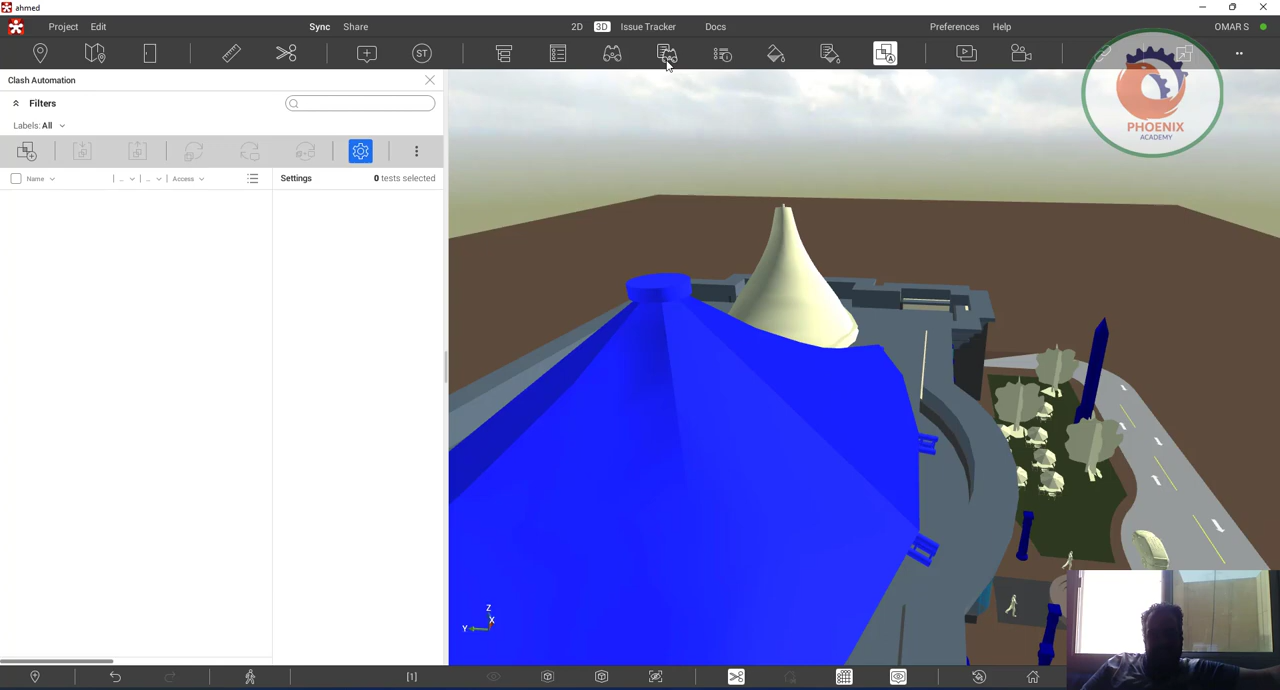 ahmed
Project Edit Sync Share 2D 3D Issue Tracker Docs Preferences Help OMAR S
ST A
Clash Automation
Filters
Labels: All
Name .. .. Access Settings 0 tests selected
PHOENIX
ACADEMY
Z
X
Y
[1]